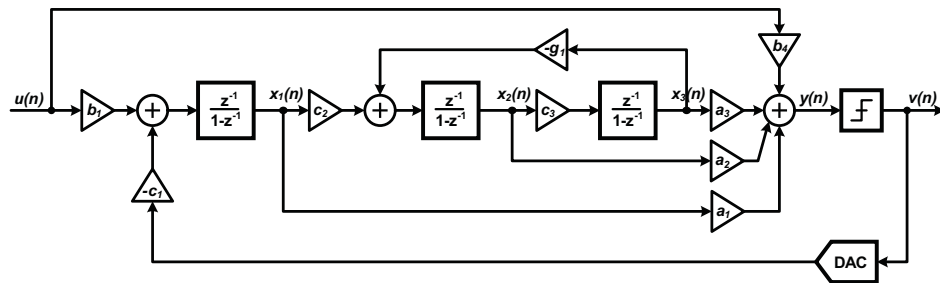 -g₁
b₄
u(n)
b₁
z⁻¹
1-z⁻¹
x₁(n)
c₂
z⁻¹
1-z⁻¹
x₂(n)
c₃
z⁻¹
1-z⁻¹
x₃(n)
a₃
y(n)
v(n)
a₂
-c₁
a₁
DAC